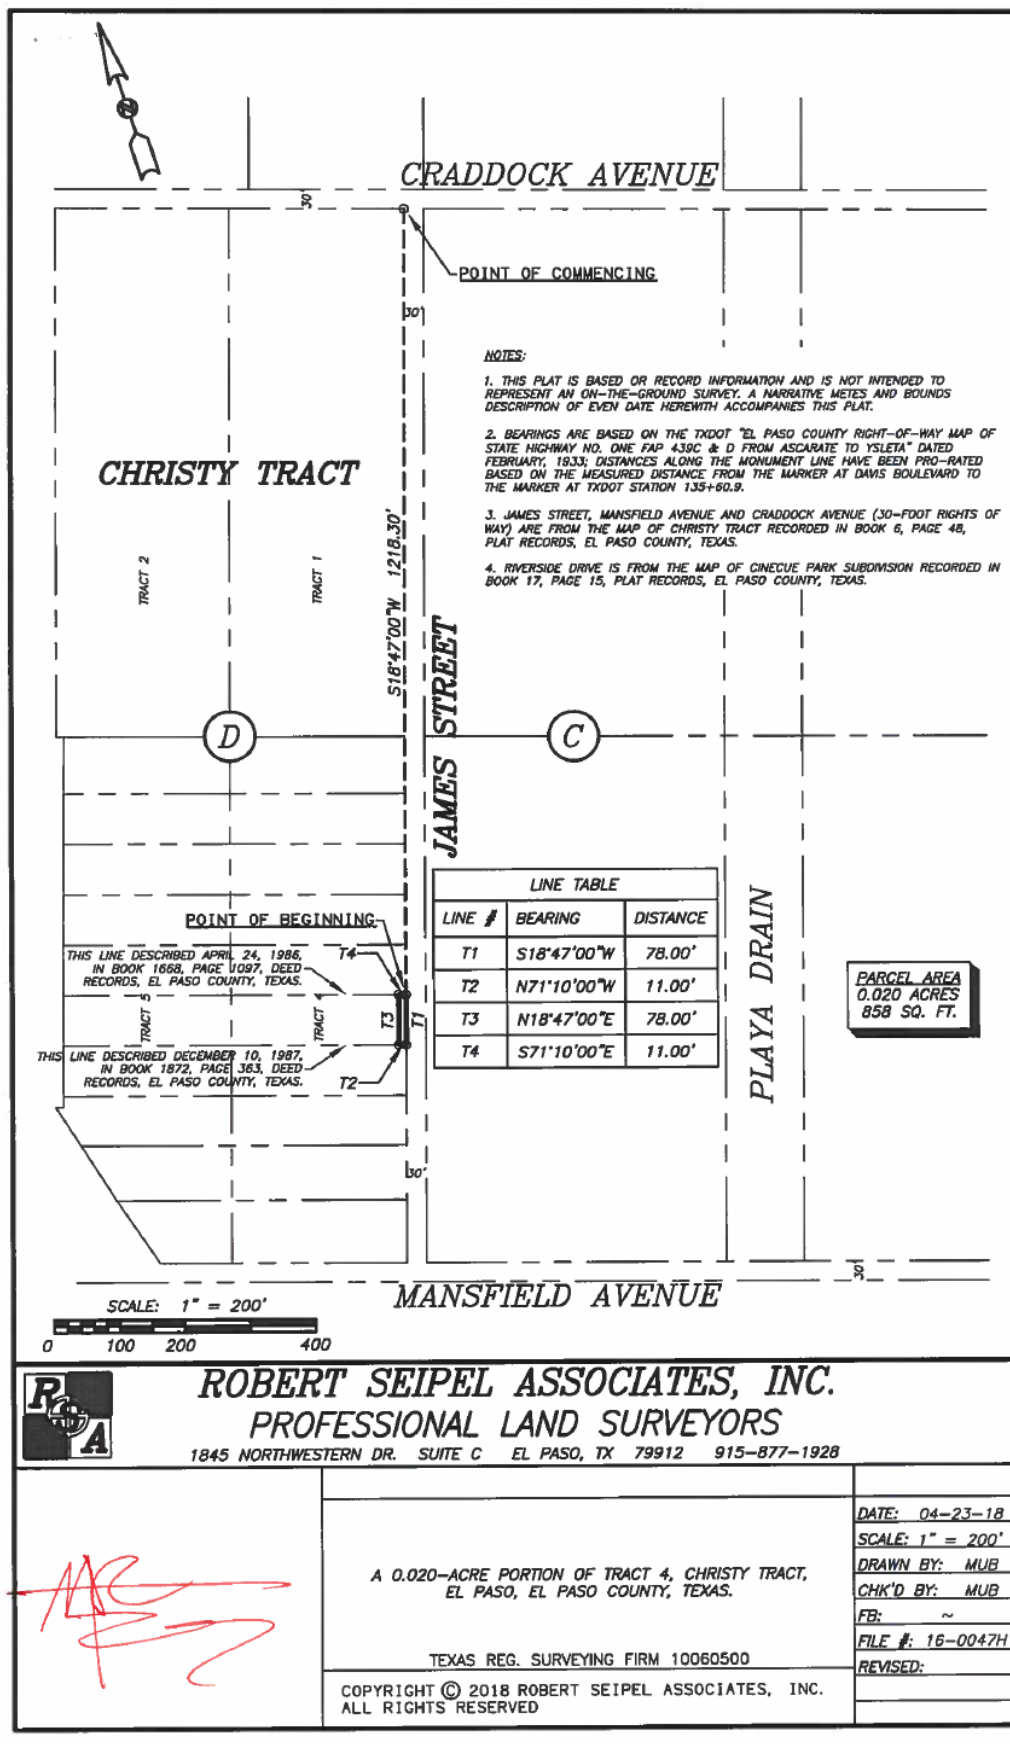 CRADDOCK AVENUE
30'
POINT OF COMMENCING
30'
NOTES:
1. THIS PLAT IS BASED OR RECORD INFORMATION AND IS NOT INTENDED TO
REPRESENT AN ON-THE-GROUND SURVEY. A NARRATIVE METES AND BOUNDS
DESCRIPTION OF EVEN DATE HEREWITH ACCOMPANIES THIS PLAT.
2. BEARINGS ARE BASED ON THE TXDOT "EL PASO COUNTY RIGHT-OF-WAY MAP OF
STATE HIGHWAY NO. ONE FAP 439C & D FROM ASCARATE TO YSLETA" DATED
FEBRUARY, 1933; DISTANCES ALONG THE MONUMENT LINE HAVE BEEN PRO-RATED
BASED ON THE MEASURED DISTANCE FROM THE MARKER AT DAVIS BOULEVARD TO
THE MARKER AT TXDOT STATION 135+60.9.
3. JAMES STREET, MANSFIELD AVENUE AND CRADDOCK AVENUE (30-FOOT RIGHTS OF
WAY) ARE FROM THE MAP OF CHRISTY TRACT RECORDED IN BOOK 6, PAGE 48,
PLAT RECORDS, EL PASO COUNTY, TEXAS.
4. RIVERSIDE DRIVE IS FROM THE MAP OF CINECUE PARK SUBDIVISION RECORDED IN
BOOK 17, PAGE 15, PLAT RECORDS, EL PASO COUNTY, TEXAS.
CHRISTY TRACT
TRACT 2
TRACT 1
S18°47'00"W 1218.30'
JAMES STREET
D
C
LINE TABLE
LINE # BEARING DISTANCE
T1 S18°47'00"W 78.00'
T2 N71°10'00"W 11.00'
T3 N18°47'00"E 78.00'
T4 S71°10'00"E 11.00'
POINT OF BEGINNING
THIS LINE DESCRIBED APRIL 24, 1986,
IN BOOK 1668, PAGE 1097, DEED
RECORDS, EL PASO COUNTY, TEXAS.
T4
TRACT 5
TRACT 4
T3
T1
THIS LINE DESCRIBED DECEMBER 10, 1987,
IN BOOK 1872, PAGE 363, DEED
RECORDS, EL PASO COUNTY, TEXAS.
T2
PLAYA DRAIN
PARCEL AREA
0.020 ACRES
858 SQ. FT.
30'
30'
MANSFIELD AVENUE
SCALE: 1" = 200'
0 100 200 400
R A
ROBERT SEIPEL ASSOCIATES, INC.
PROFESSIONAL LAND SURVEYORS
1845 NORTHWESTERN DR. SUITE C EL PASO, TX 79912 915-877-1928
A 0.020-ACRE PORTION OF TRACT 4, CHRISTY TRACT,
EL PASO, EL PASO COUNTY, TEXAS.
TEXAS REG. SURVEYING FIRM 10060500
COPYRIGHT © 2018 ROBERT SEIPEL ASSOCIATES, INC.
ALL RIGHTS RESERVED
DATE: 04-23-18
SCALE: 1" = 200'
DRAWN BY: MUB
CHK'D BY: MUB
FB: ~
FILE #: 16-0047H
REVISED: